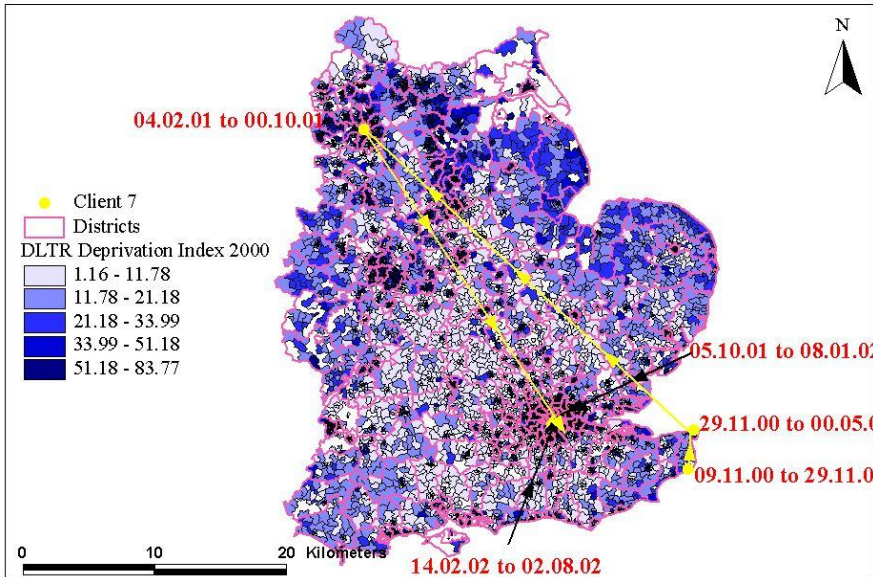 N
04.02.01 to 00.10.01
Client 7
Districts
DLTR Deprivation Index 2000
1.16 - 11.78
11.78 - 21.18
21.18 - 33.99
33.99 - 51.18
51.18 - 83.77
05.10.01 to 08.01.02
29.11.00 to 00.05.0
09.11.00 to 29.11.0
0 10 20 Kilometers
14.02.02 to 02.08.02